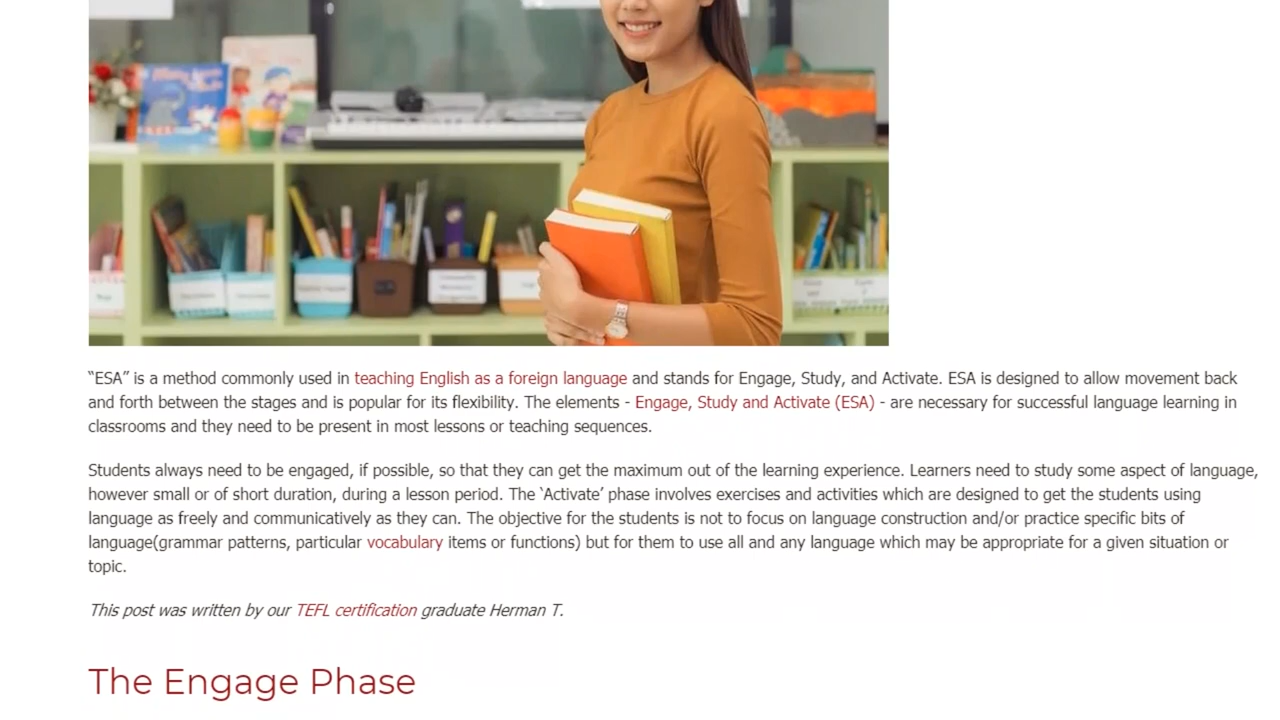 “ESA” is a method commonly used in teaching English as a foreign language and stands for Engage, Study, and Activate. ESA is designed to allow movement back
and forth between the stages and is popular for its flexibility. The elements - Engage, Study and Activate (ESA) - are necessary for successful language learning in
classrooms and they need to be present in most lessons or teaching sequences.
Students always need to be engaged, if possible, so that they can get the maximum out of the learning experience. Learners need to study some aspect of language,
however small or of short duration, during a lesson period. The ‘Activate’ phase involves exercises and activities which are designed to get the students using
language as freely and communicatively as they can. The objective for the students is not to focus on language construction and/or practice specific bits of
language(grammar patterns, particular vocabulary items or functions) but for them to use all and any language which may be appropriate for a given situation or
topic.
This post was written by our TEFL certification graduate Herman T.
The Engage Phase